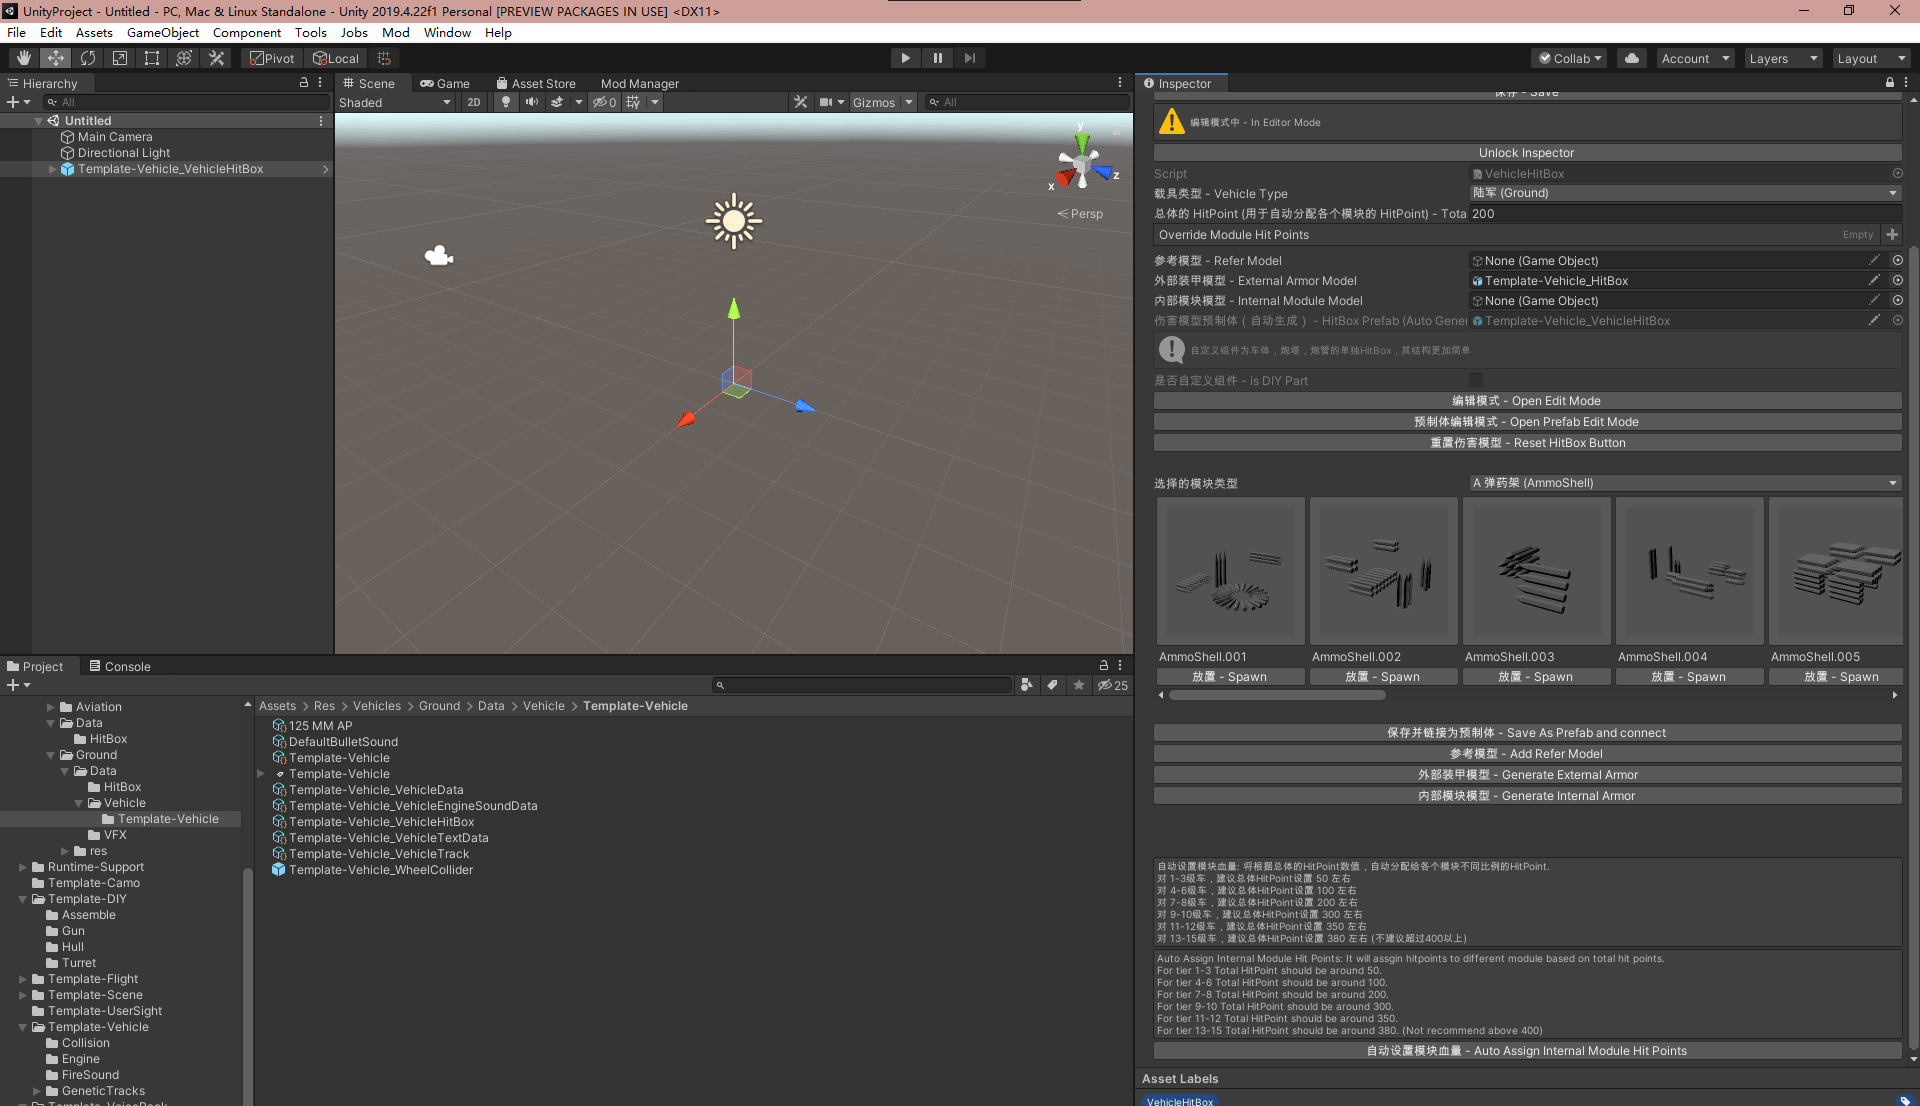 UnityProject - Untitled - PC, Mac & Linux Standalone - Unity 2019.4.22f1 Personal [PREVIEW PACKAGES IN USE] <DX11>
File Edit Assets GameObject Component Tools Jobs Mod Window Help
Pivot Local Collab Account Layers Layout
Hierarchy
All
Untitled
Main Camera
Directional Light
Template-Vehicle_VehicleHitBox
Scene Game Asset Store Mod Manager
Shaded 2D 0 Gizmos All
y
x
z
Persp
Project Console
25
Aviation
Data
HitBox
Ground
Data
HitBox
Vehicle
Template-Vehicle
VFX
res
Runtime-Support
Template-Camo
Template-DIY
Assemble
Gun
Hull
Turret
Template-Flight
Template-Scene
Template-UserSight
Template-Vehicle
Collision
Engine
FireSound
GeneticTracks
Template-VoicePack
Assets > Res > Vehicles > Ground > Data > Vehicle > Template-Vehicle
125 MM AP
DefaultBulletSound
Template-Vehicle
Template-Vehicle
Template-Vehicle_VehicleData
Template-Vehicle_VehicleEngineSoundData
Template-Vehicle_VehicleHitBox
Template-Vehicle_VehicleTextData
Template-Vehicle_VehicleTrack
Template-Vehicle_WheelCollider
Inspector
保存 - Save
编辑模式中 - In Editor Mode
Unlock Inspector
Script VehicleHitBox
载具类型 - Vehicle Type 陆军 (Ground)
总体的 HitPoint (用于自动分配各个模块的 HitPoint) - Tota 200
Override Module Hit Points Empty
参考模型 - Refer Model None (Game Object)
外部装甲模型 - External Armor Model Template-Vehicle_HitBox
内部模块模型 - Internal Module Model None (Game Object)
伤害模型预制体 ( 自动生成 ) - HitBox Prefab (Auto Gener Template-Vehicle_VehicleHitBox
自定义组件为车体，炮塔，炮管的单独HitBox，其结构更加简单
是否自定义组件 - is DIY Part
编辑模式 - Open Edit Mode
预制体编辑模式 - Open Prefab Edit Mode
重置伤害模型 - Reset HitBox Button
选择的模块类型 A 弹药架 (AmmoShell)
AmmoShell.001 AmmoShell.002 AmmoShell.003 AmmoShell.004 AmmoShell.005
放置 - Spawn 放置 - Spawn 放置 - Spawn 放置 - Spawn 放置 - Spawn
保存并链接为预制体 - Save As Prefab and connect
参考模型 - Add Refer Model
外部装甲模型 - Generate External Armor
内部模块模型 - Generate Internal Armor
自动设置模块血量: 将根据总体的HitPoint数值，自动分配给各个模块不同比例的HitPoint.
对 1-3级车，建议总体HitPoint设置 50 左右
对 4-6级车，建议总体HitPoint设置 100 左右
对 7-8级车，建议总体HitPoint设置 200 左右
对 9-10级车，建议总体HitPoint设置 300 左右
对 11-12级车，建议总体HitPoint设置 350 左右
对 13-15级车，建议总体HitPoint设置 380 左右 (不建议超过400以上)
Auto Assign Internal Module Hit Points: It will assgin hitpoints to different module based on total hit points.
For tier 1-3 Total HitPoint should be around 50.
For tier 4-6 Total HitPoint should be around 100.
For tier 7-8 Total HitPoint should be around 200.
For tier 9-10 Total HitPoint should be around 300.
For tier 11-12 Total HitPoint should be around 350.
For tier 13-15 Total HitPoint should be around 380. (Not recommend above 400)
自动设置模块血量 - Auto Assign Internal Module Hit Points
Asset Labels
VehicleHitBox